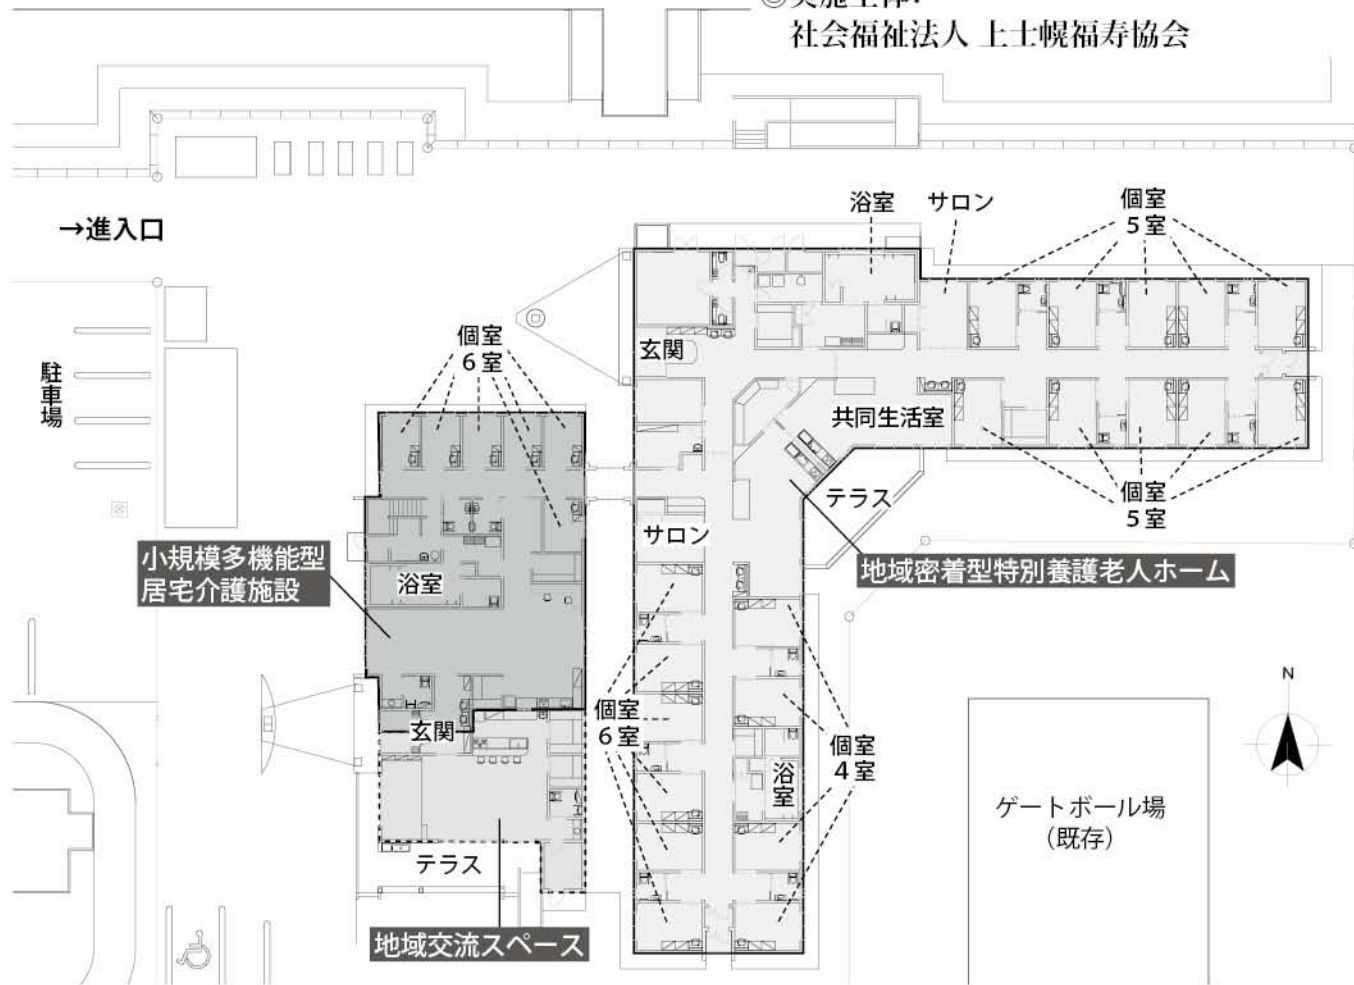 ◎実施主体:
社会福祉法人 上士幌福寿協会
→進入口
駐車場
浴室
サロン
個室
5室
個室
6室
玄関
共同生活室
テラス
個室
5室
サロン
小規模多機能型
居宅介護施設
浴室
地域密着型特別養護老人ホーム
個室
6室
玄関
個室
4室
浴室
テラス
地域交流スペース
N
ゲートボール場
(既存)